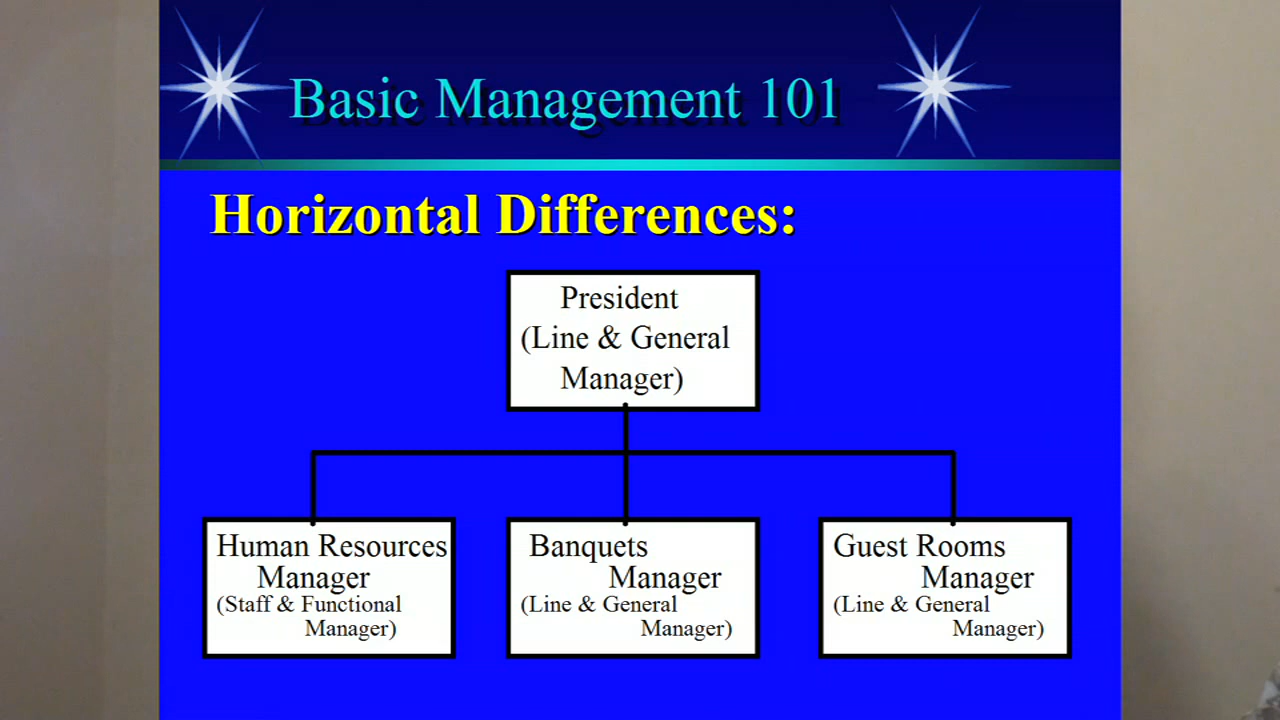 Basic Management 101
Horizontal Differences:
President
(Line & General
Manager)
Human Resources
Manager
(Staff & Functional
Manager)
Banquets
Manager
(Line & General
Manager)
Guest Rooms
Manager
(Line & General
Manager)